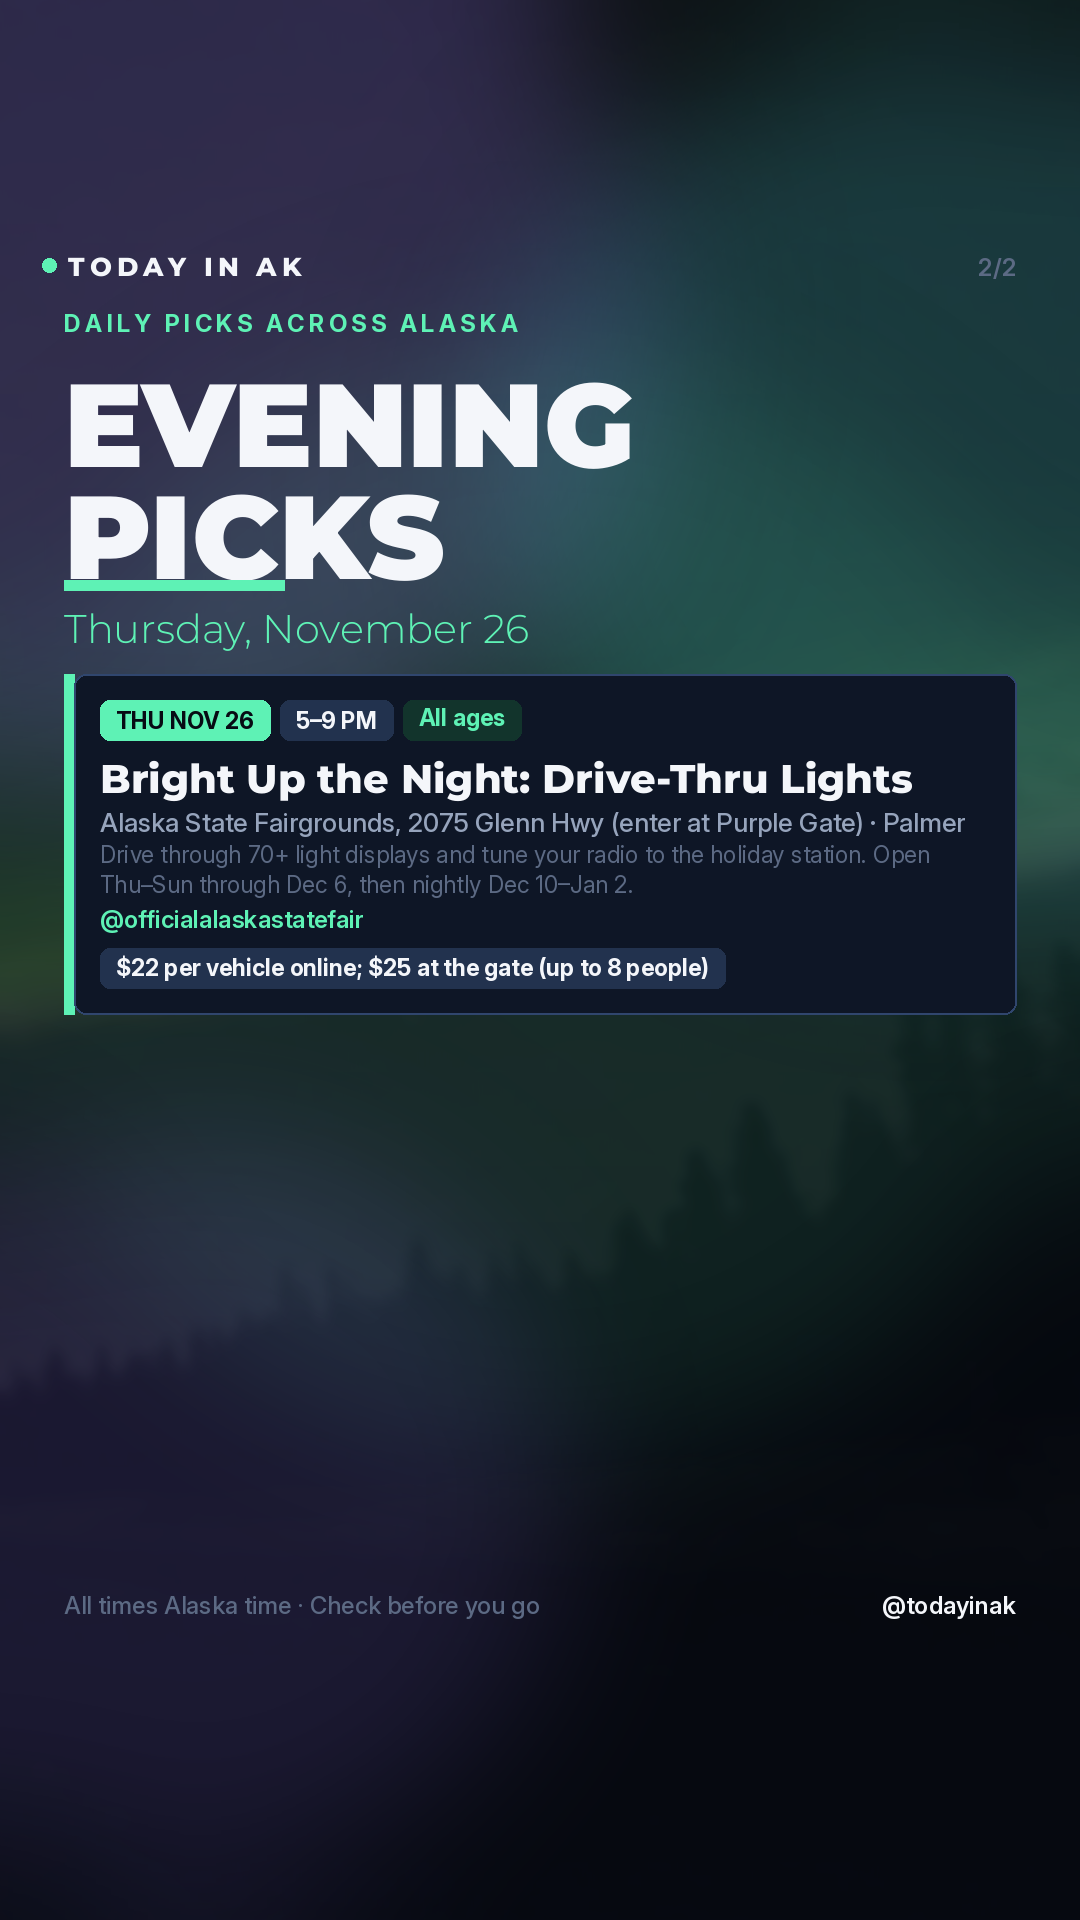 TODAY IN AK
2/2
DAILY PICKS ACROSS ALASKA
EVENING
PICKS
Thursday, November 26
THU NOV 26 5–9 PM All ages
Bright Up the Night: Drive-Thru Lights
Alaska State Fairgrounds, 2075 Glenn Hwy (enter at Purple Gate) · Palmer
Drive through 70+ light displays and tune your radio to the holiday station. Open
Thu–Sun through Dec 6, then nightly Dec 10–Jan 2.
@officialalaskastatefair
$22 per vehicle online; $25 at the gate (up to 8 people)
All times Alaska time · Check before you go
@todayinak